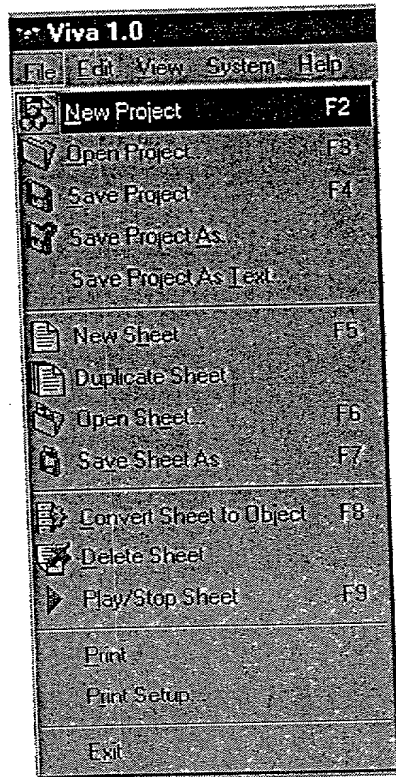 Viva 1.0
File Edit View System Help
New Project F2
Open Project... F3
Save Project F4
Save Project As...
Save Project As Text...
New Sheet F5
Duplicate Sheet
Open Sheet... F6
Save Sheet As F7
Convert Sheet to Object F8
Delete Sheet
Play/Stop Sheet F9
Print
Print Setup...
Exit